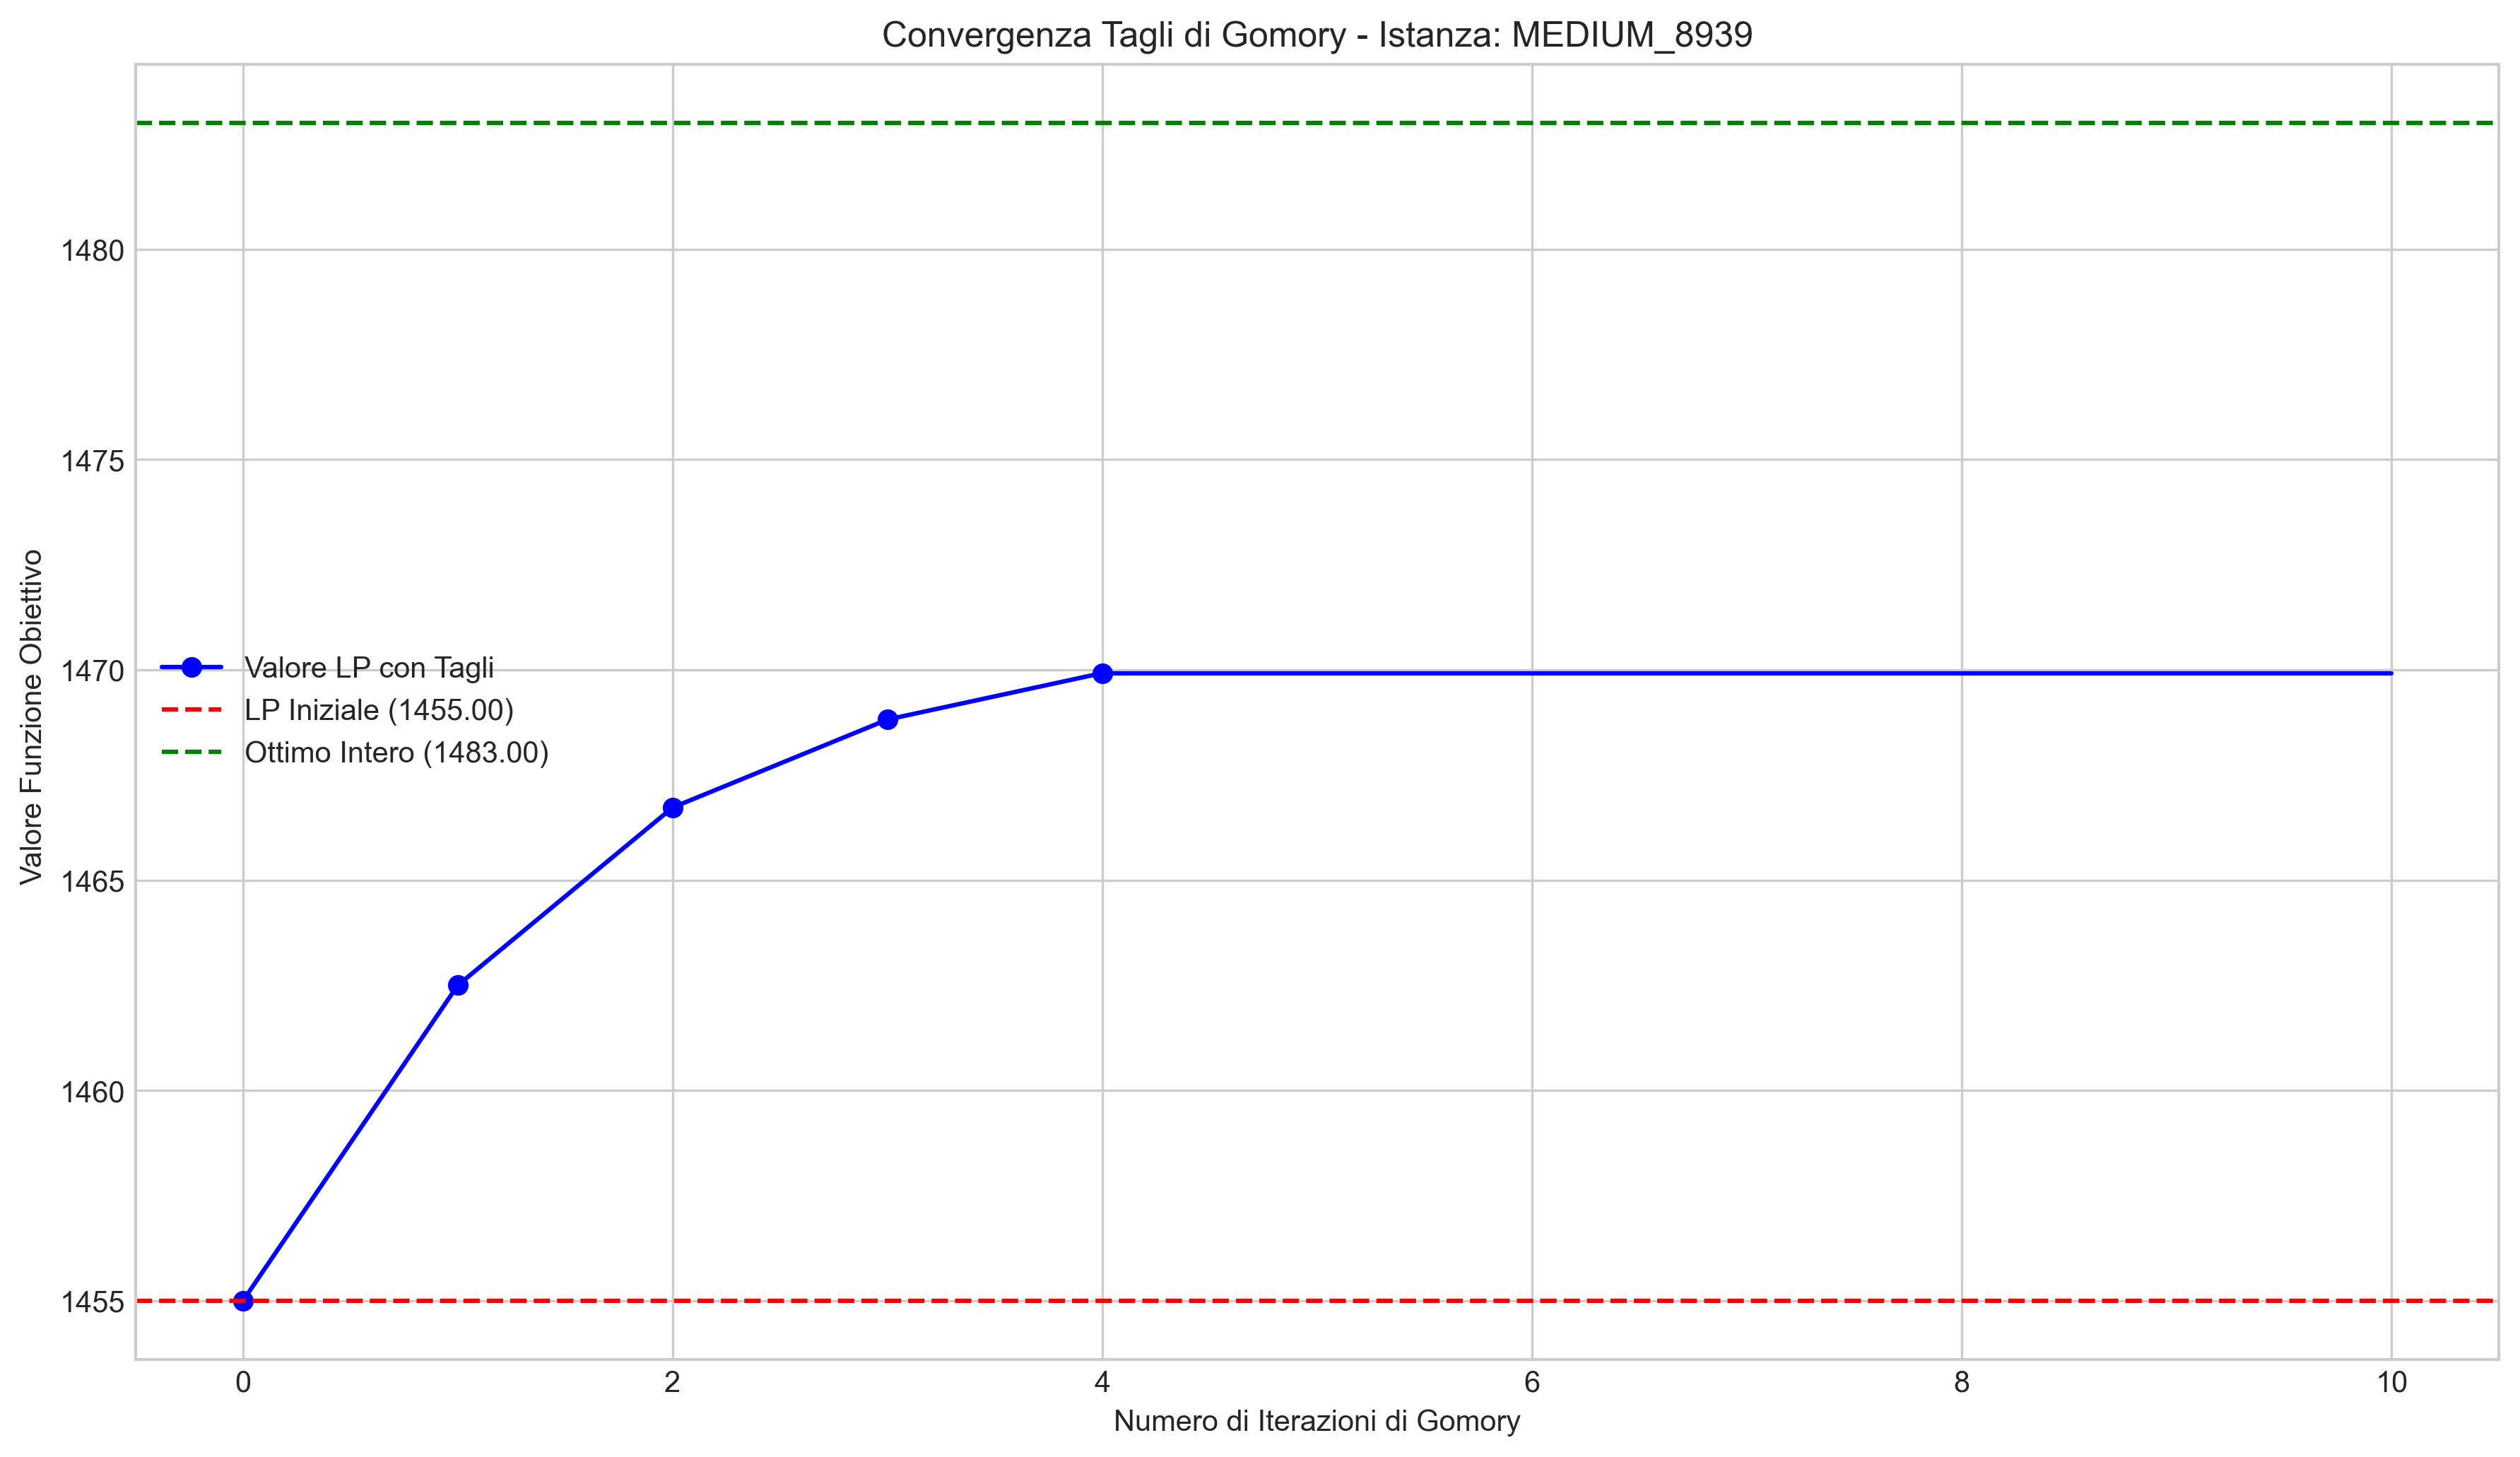 Convergenza Tagli di Gomory - Istanza: MEDIUM_8939
Valore Funzione Obiettivo
1480
1475
1470
1465
1460
1455
Valore LP con Tagli
LP Iniziale (1455.00)
Ottimo Intero (1483.00)
0 2 4 6 8 10
Numero di Iterazioni di Gomory